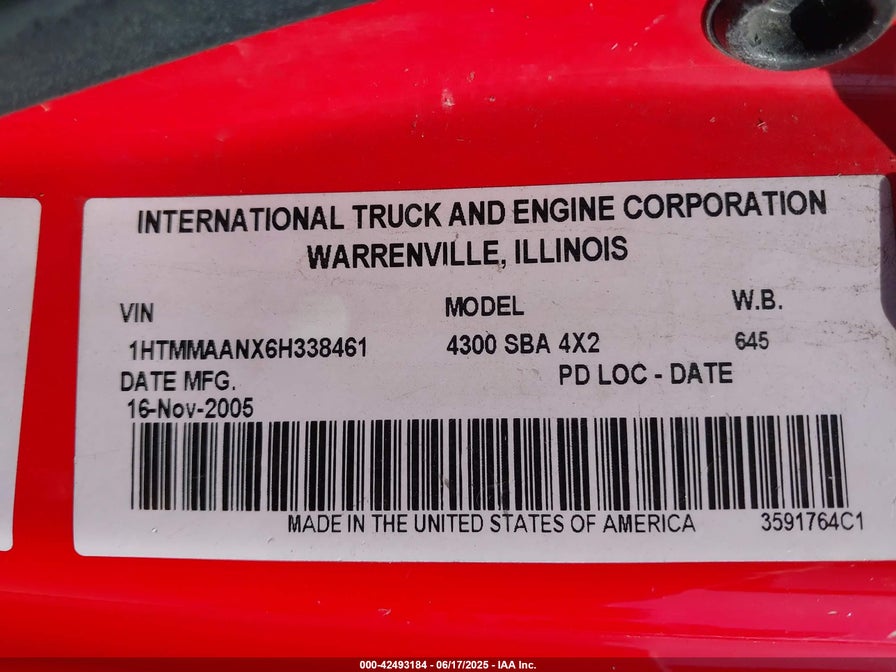 INTERNATIONAL TRUCK AND ENGINE CORPORATION
WARRENVILLE, ILLINOIS
VIN MODEL W.B.
1HTMMAANX6H338461 4300 SBA 4X2 645
DATE MFG. PD LOC - DATE
16-Nov-2005
MADE IN THE UNITED STATES OF AMERICA 3591764C1
000-42493184 - 06/17/2025 - IAA Inc.